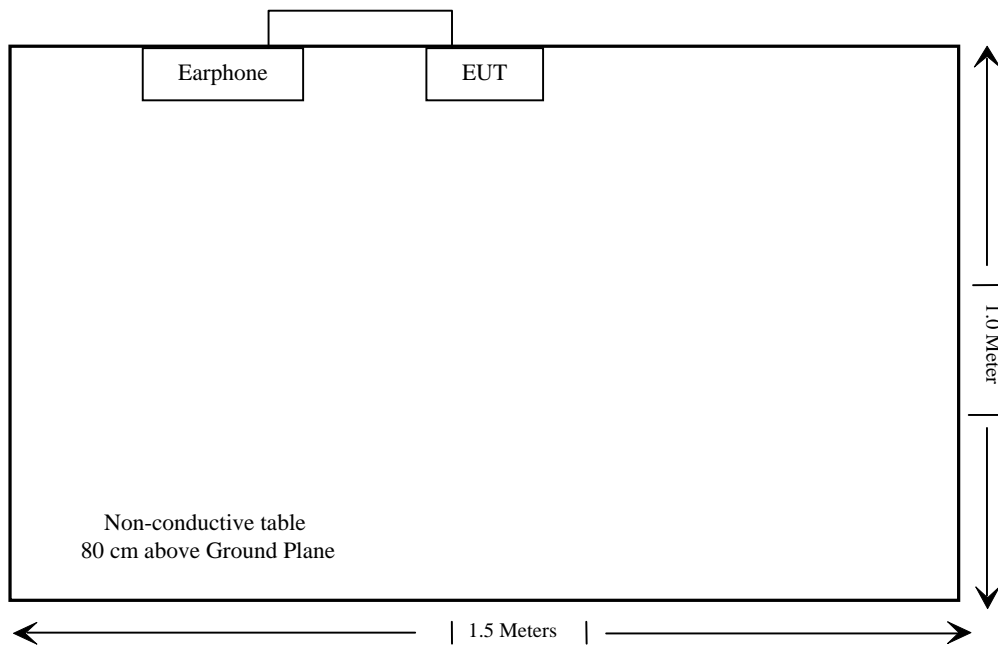 Earphone
EUT
1.0 Meter
Non-conductive table
80 cm above Ground Plane
1.5 Meters